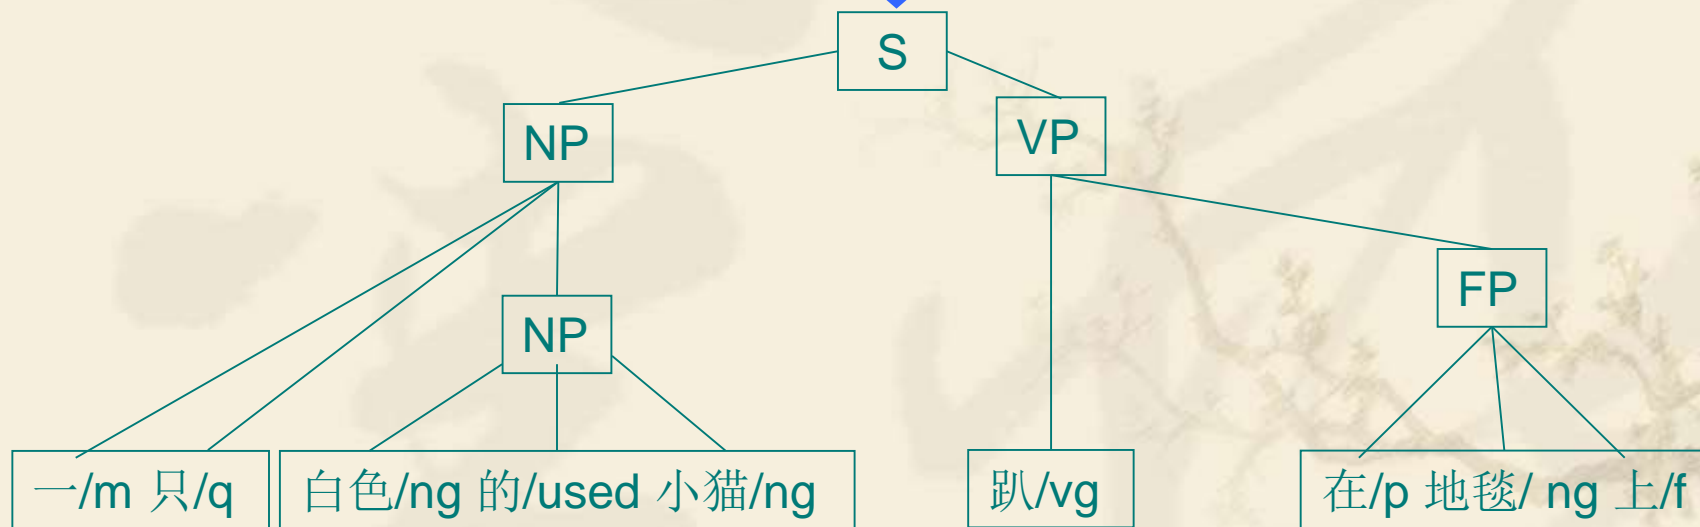 S
NP
VP
FP
NP
一/m 只/q
白色/ng 的/used 小猫/ng
趴/vg
在/p 地毯/ ng 上/f